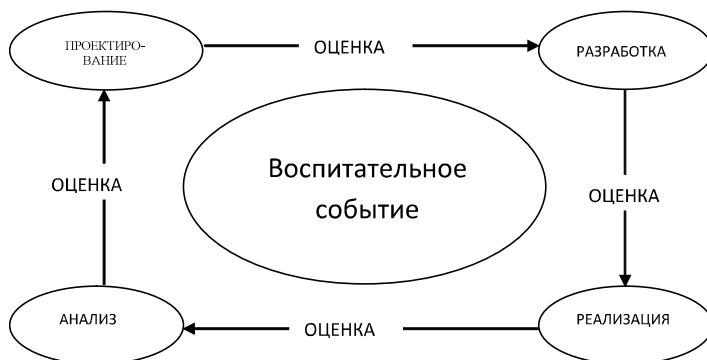 ПРОЕКТИРО-
ВАНИЕ
ОЦЕНКА
РАЗРАБОТКА
ОЦЕНКА
Воспитательное
событие
ОЦЕНКА
АНАЛИЗ
ОЦЕНКА
РЕАЛИЗАЦИЯ